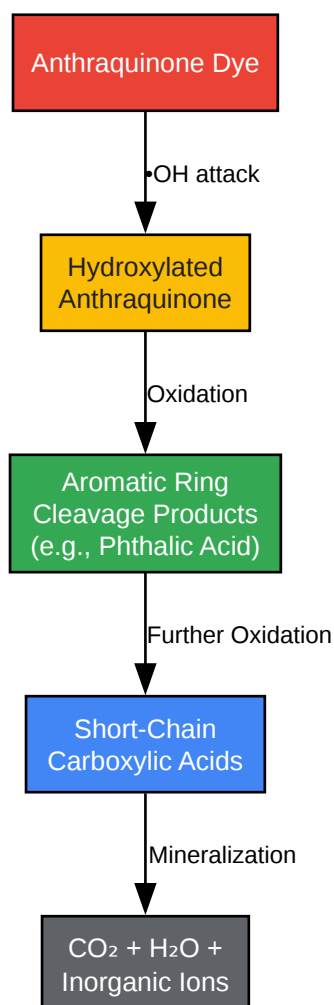 Anthraquinone Dye
•OH attack
Hydroxylated
Anthraquinone
Oxidation
Aromatic Ring
Cleavage Products
(e.g., Phthalic Acid)
Further Oxidation
Short-Chain
Carboxylic Acids
Mineralization
CO₂ + H₂O +
Inorganic Ions